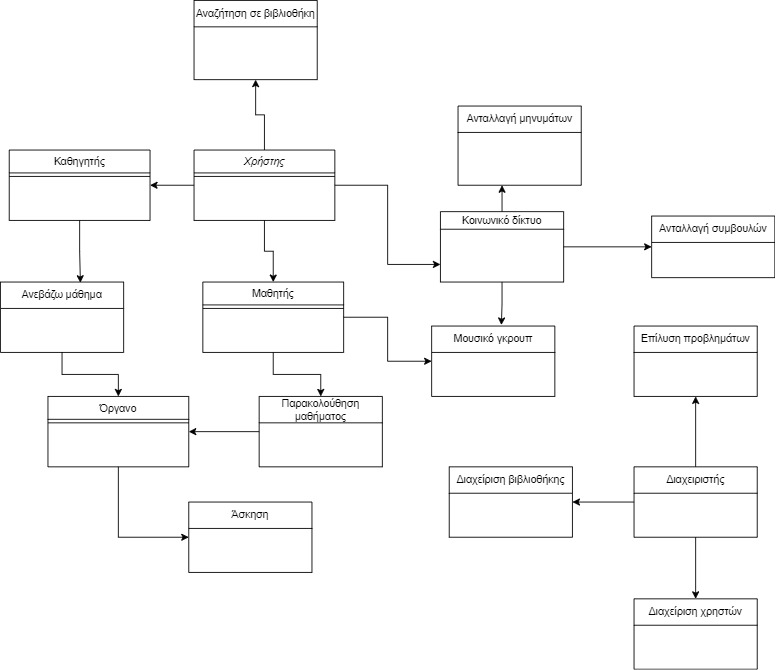 Αναζήτηση σε βιβλιοθήκη
Ανταλλαγή μηνυμάτων
Καθηγητής
Χρήστης
Κοινωνικό δίκτυο
Ανταλλαγή συμβουλών
Ανεβάζω μάθημα
Μαθητής
Μουσικό γκρουπ
Επίλυση προβλημάτων
Όργανο
Παρακολούθηση
μαθήματος
Διαχείριση βιβλιοθήκης
Διαχειριστής
Άσκηση
Διαχείριση χρηστών